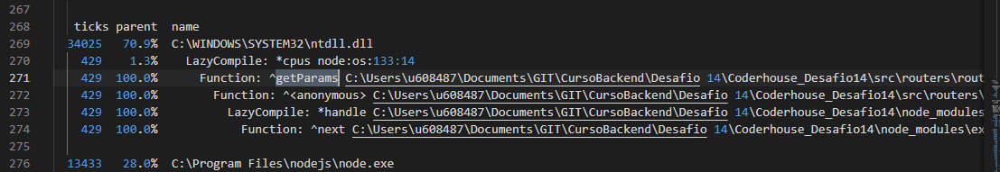 267
268 ticks parent name
269 34025 70.9% C:\WINDOWS\SYSTEM32\ntdll.dll
270 429 1.3% LazyCompile: *cpus node:os:133:14
271 429 100.0% Function: ^getParams C:\Users\u608487\Documents\GIT\CursoBackend\Desafio 14\Coderhouse_Desafio14\src\routers\rout
272 429 100.0% Function: ^<anonymous> C:\Users\u608487\Documents\GIT\CursoBackend\Desafio 14\Coderhouse_Desafio14\src\routers\
273 429 100.0% LazyCompile: *handle C:\Users\u608487\Documents\GIT\CursoBackend\Desafio 14\Coderhouse_Desafio14\node_modules
274 429 100.0% Function: ^next C:\Users\u608487\Documents\GIT\CursoBackend\Desafio 14\Coderhouse_Desafio14\node_modules\ex
275
276 13433 28.0% C:\Program Files\nodejs\node.exe